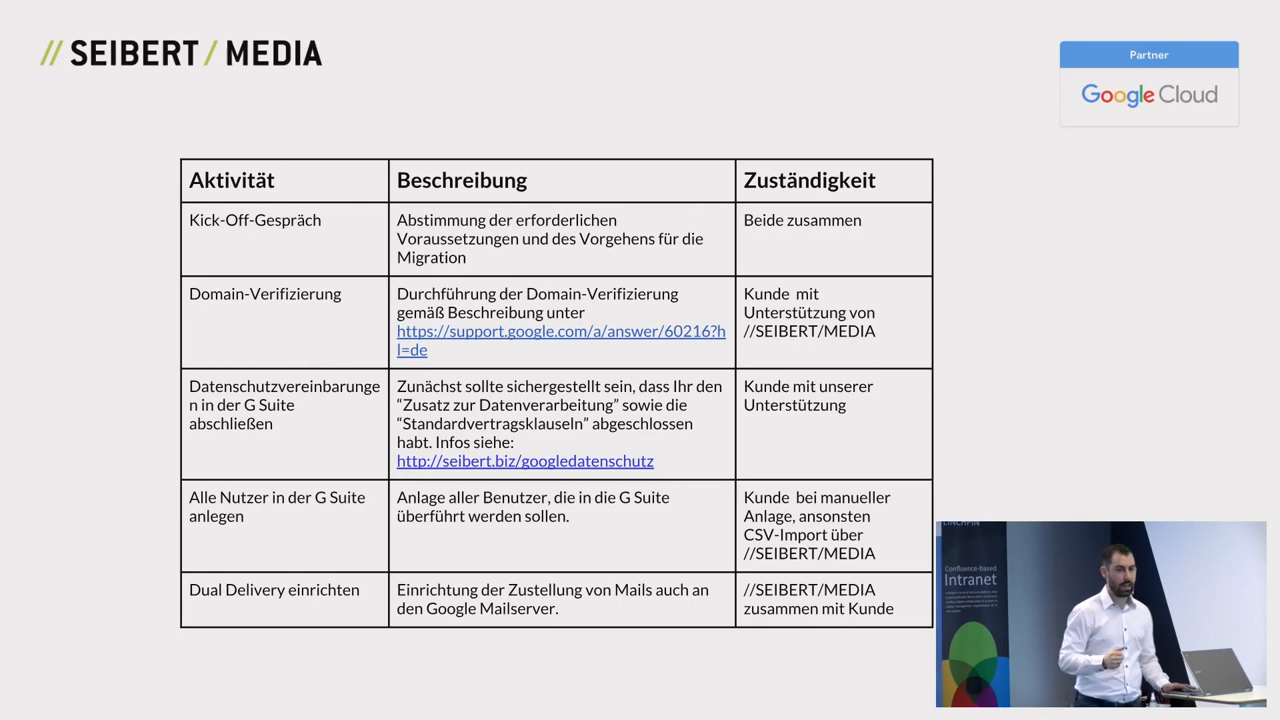 // SEIBERT / MEDIA
Partner
Google Cloud
Aktivität
Beschreibung
Zuständigkeit
Kick-Off-Gespräch
Abstimmung der erforderlichen
Voraussetzungen und des Vorgehens für die
Migration
Beide zusammen
Domain-Verifizierung
Durchführung der Domain-Verifizierung
gemäß Beschreibung unter
https://support.google.com/a/answer/60216?h
l=de
Kunde mit
Unterstützung von
//SEIBERT/MEDIA
Datenschutzvereinbarunge
n in der G Suite
abschließen
Zunächst sollte sichergestellt sein, dass Ihr den
“Zusatz zur Datenverarbeitung” sowie die
“Standardvertragsklauseln” abgeschlossen
habt. Infos siehe:
http://seibert.biz/googledatenschutz
Kunde mit unserer
Unterstützung
Alle Nutzer in der G Suite
anlegen
Anlage aller Benutzer, die in die G Suite
überführt werden sollen.
Kunde bei manueller
Anlage, ansonsten
CSV-Import über
//SEIBERT/MEDIA
Dual Delivery einrichten
Einrichtung der Zustellung von Mails auch an
den Google Mailserver.
//SEIBERT/MEDIA
zusammen mit Kunde
LINCHPIN
Confluence-based
Intranet